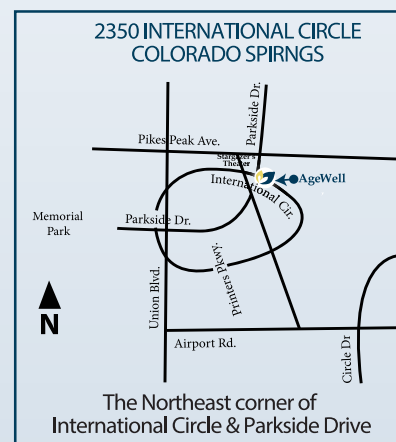 2350 INTERNATIONAL CIRCLE
COLORADO SPIRNGS
Parkside Dr.
Pikes Peak Ave.
Stargazer's
Theater
International Cir.
AgeWell
Memorial
Park
Parkside Dr.
Printers Pkwy.
Union Blvd.
N
Airport Rd.
Circle Dr
The Northeast corner of
International Circle & Parkside Drive